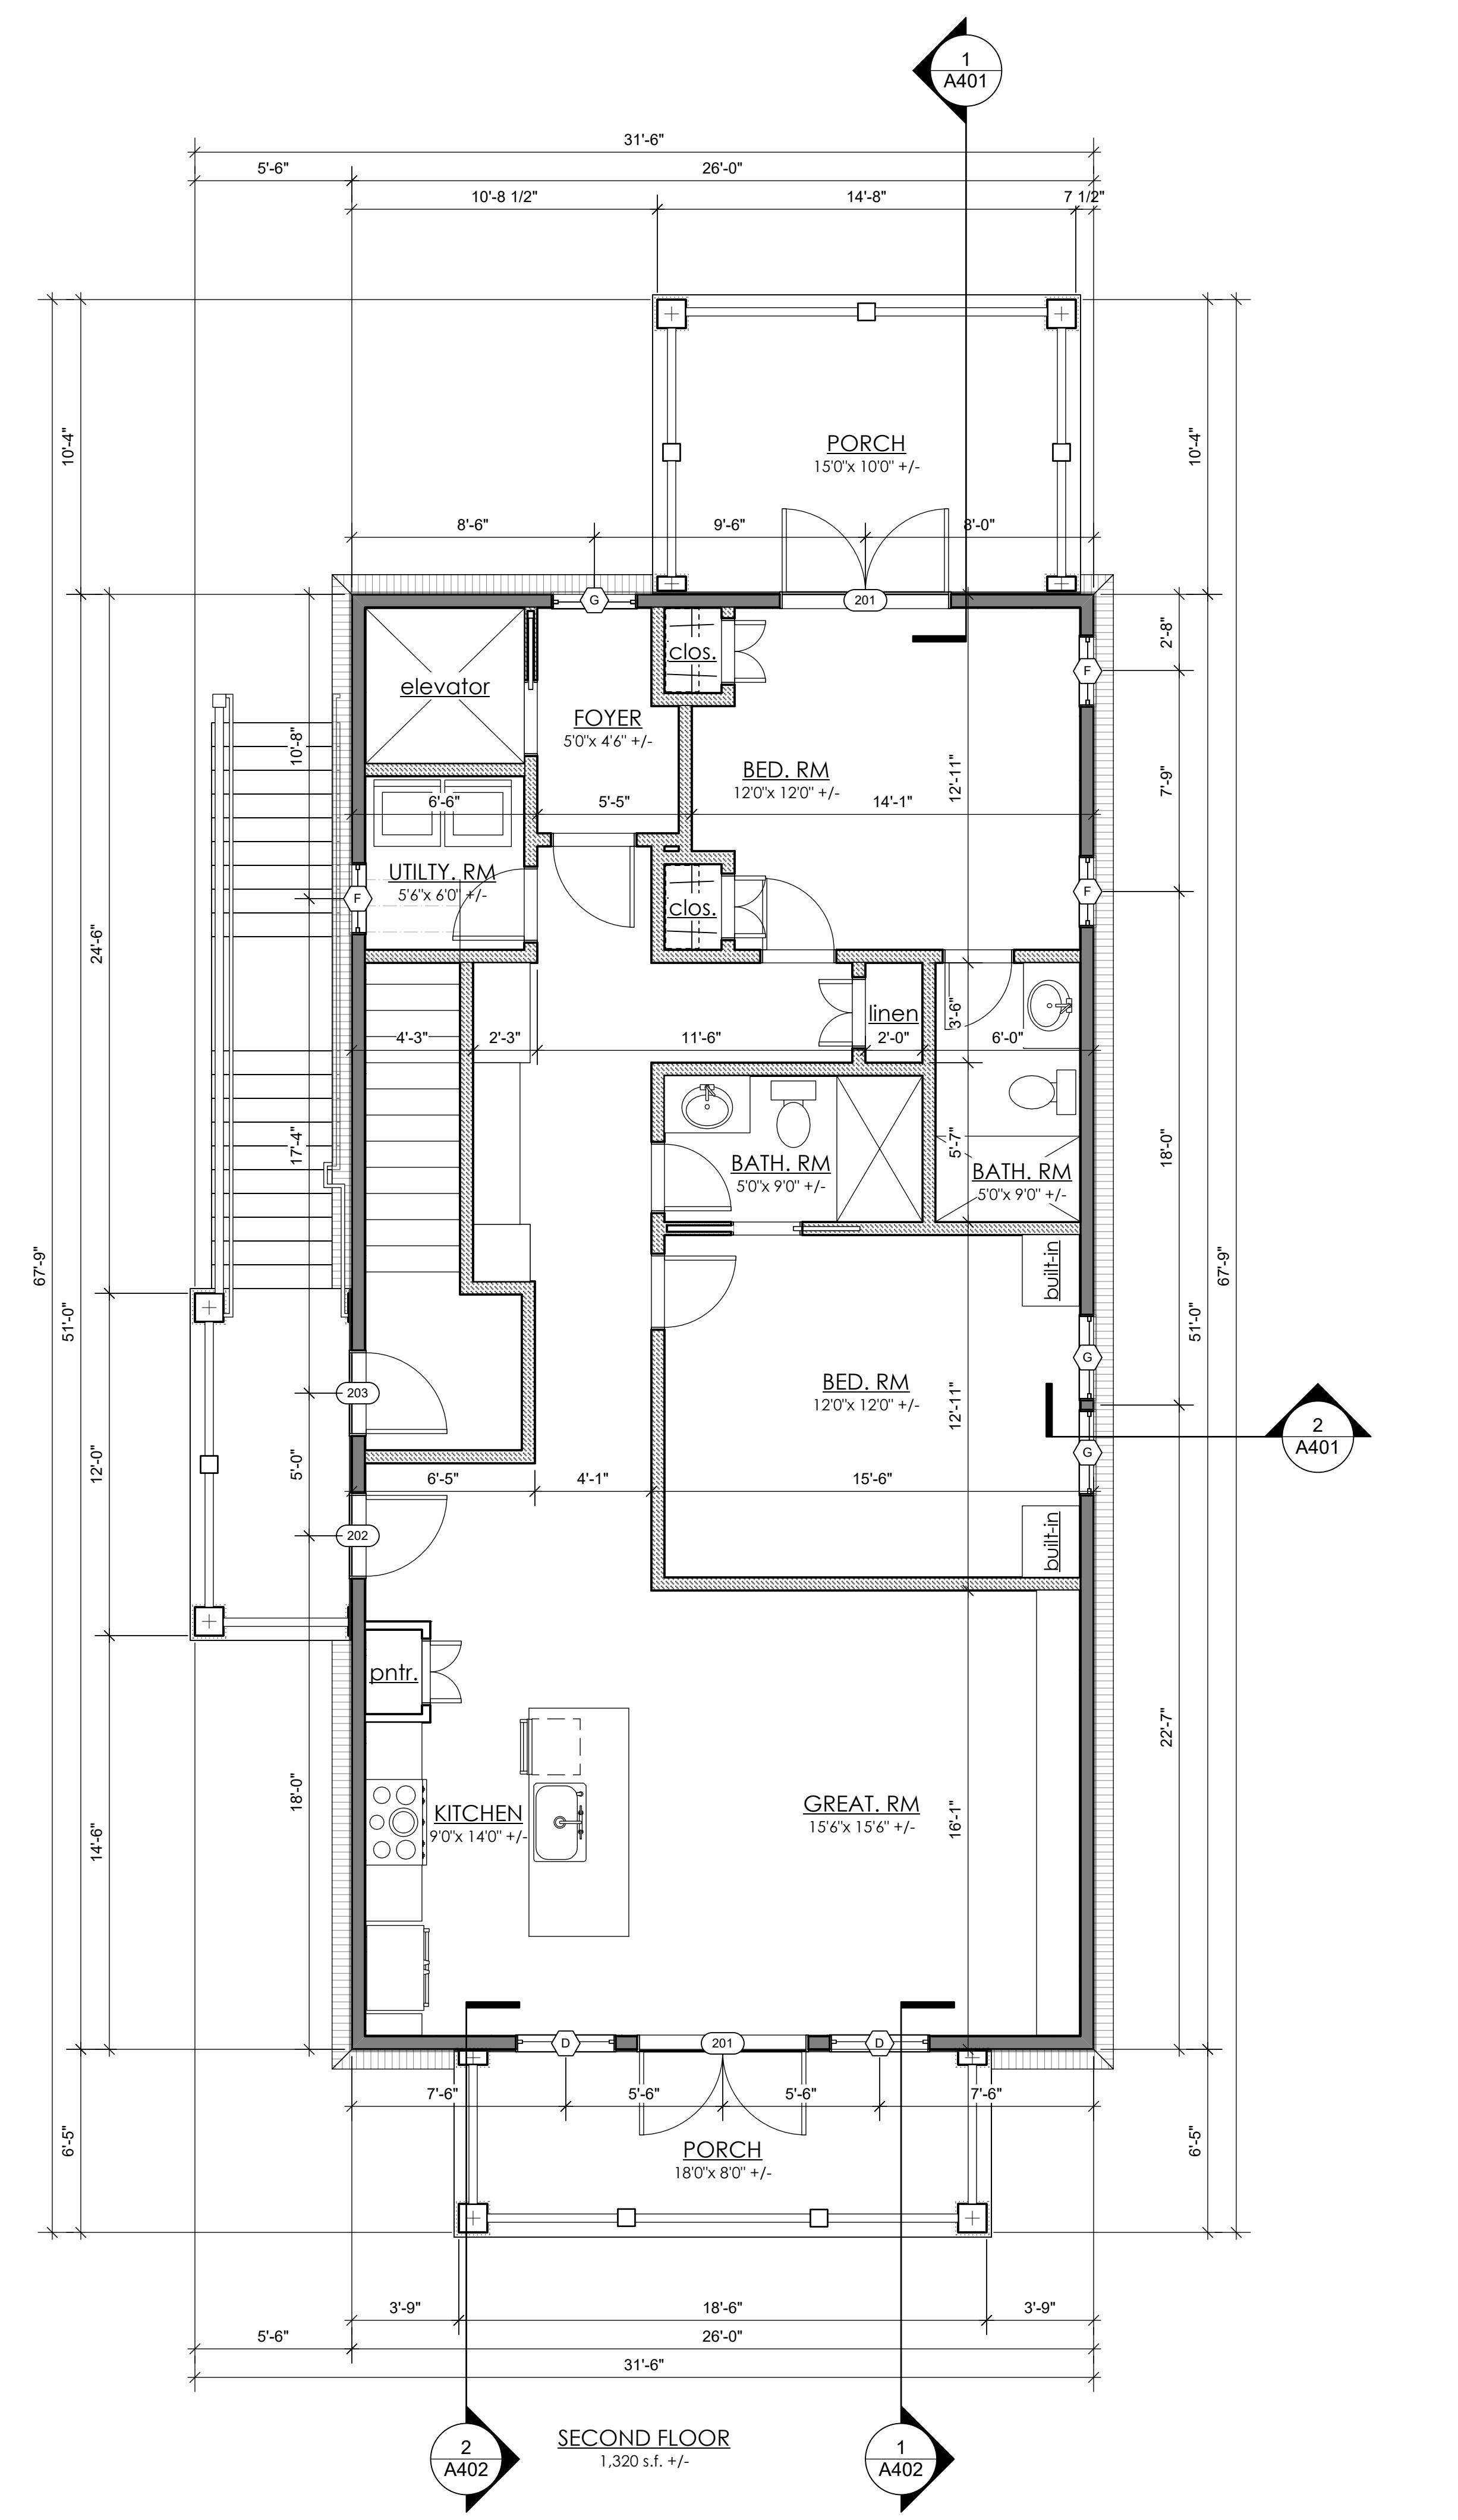 1
A401
31'-6"
5'-6"
26'-0"
10'-8 1/2"
14'-8"
7 1/2"
10'-4"
PORCH
15'0"x 10'0" +/-
10'-4"
8'-6"
9'-6"
8'-0"
G
201
2'-8"
clos.
F
elevator
FOYER
5'0"x 4'6" +/-
10'-8"
BED. RM
12'0"x 12'0" +/-
12'-11"
7'-9"
6'-6"
5'-5"
14'-1"
UTILTY. RM
5'6"x 6'0" +/-
F
clos.
F
24'-6"
linen
3'-6"
4'-3"
2'-3"
11'-6"
2'-0"
6'-0"
17'-4"
5'-7"
18'-0"
BATH. RM
5'0"x 9'0" +/-
BATH. RM
5'0"x 9'0" +/-
67'-9"
51'-0"
built-in
51'-0"
67'-9"
G
BED. RM
12'0"x 12'0" +/-
12'-11"
203
2
A401
G
12'-0"
5'-0"
6'-5"
4'-1"
15'-6"
202
built-in
pntr.
22'-7"
18'-0"
14'-6"
KITCHEN
9'0"x 14'0" +/-
GREAT. RM
15'6"x 15'6" +/-
16'-1"
D
201
D
7'-6"
5'-6"
5'-6"
7'-6"
6'-5"
PORCH
18'0"x 8'0" +/-
6'-5"
3'-9"
18'-6"
3'-9"
5'-6"
26'-0"
31'-6"
2
A402
SECOND FLOOR
1,320 s.f. +/-
1
A402